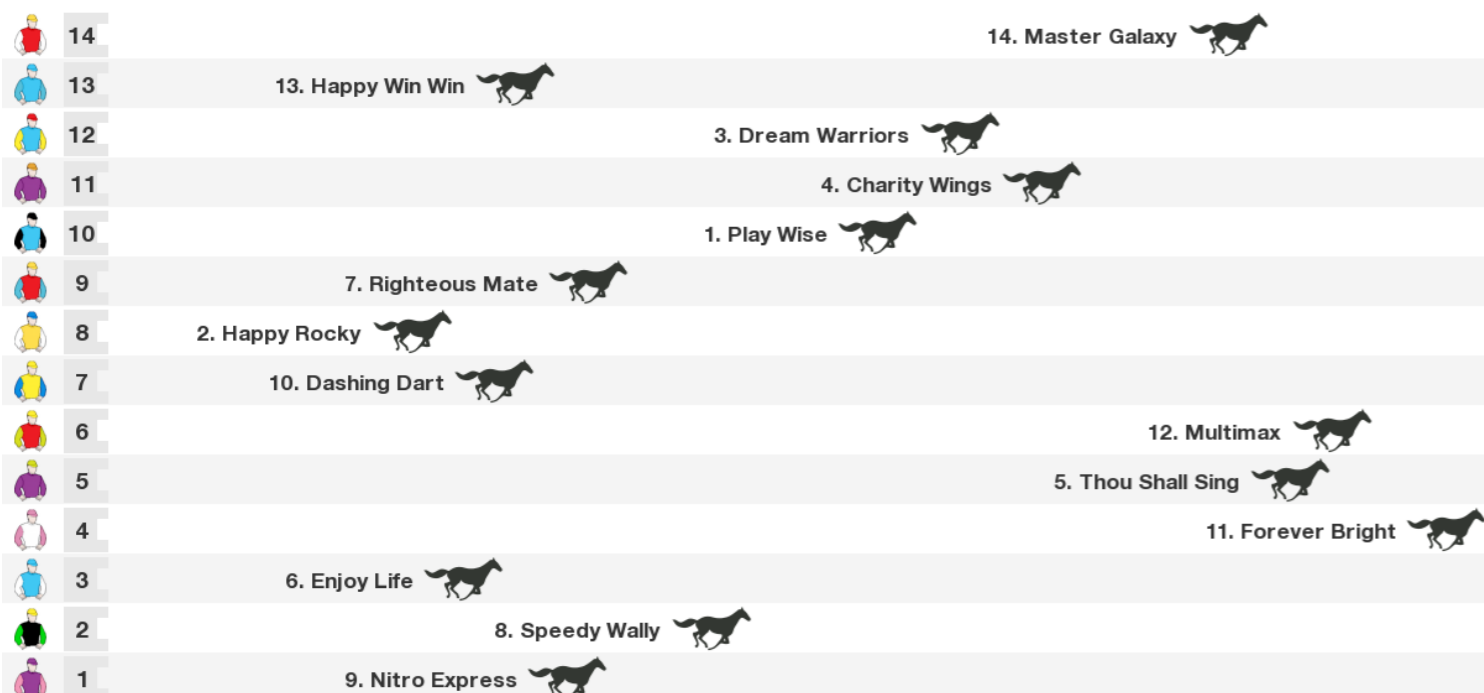 14 14. Master Galaxy
13 13. Happy Win Win
12 3. Dream Warriors
11 4. Charity Wings
10 1. Play Wise
9 7. Righteous Mate
8 2. Happy Rocky
7 10. Dashing Dart
6 12. Multimax
5 5. Thou Shall Sing
4 11. Forever Bright
3 6. Enjoy Life
2 8. Speedy Wally
1 9. Nitro Express